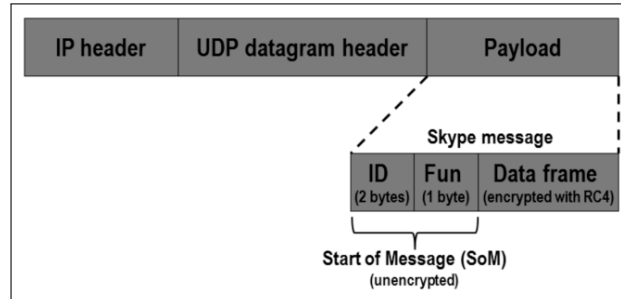 IP header UDP datagram header Payload
Skype message
ID Fun Data frame
(2 bytes) (1 byte) (encrypted with RC4)
Start of Message (SoM)
(unencrypted)